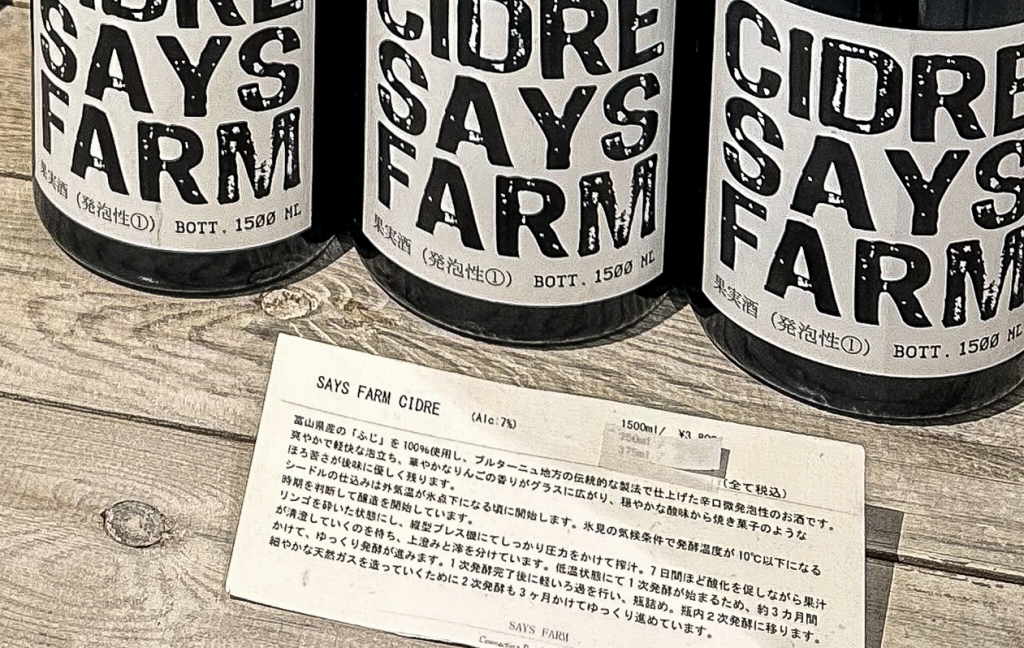 CIDRE
SAYS
FARM
果実酒（発泡性①） BOTT. 1500 ML
CIDRE
SAYS
FARM
果実酒（発泡性①） BOTT. 1500 ML
CIDRE
SAYS
FARM
果実酒（発泡性①） BOTT. 1500 ML
SAYS FARM CIDRE (Alc:7%) 1500ml/
(全て税込)
富山県産の「ふじ」を100%使用し、ブルターニュ地方の伝統的な製法で仕上げた辛口微発泡性のお酒です。
爽やかで軽快な泡立ち、華やかなりんごの香りがグラスに広がり、穏やかな酸味から焼き菓子のような
ほろ苦さが後味に優しく残ります。
シードルの仕込みは外気温が氷点下になる頃に開始します。氷見の気候条件で発酵温度が10℃以下になる
時期を判断して醸造を開始しています。
リンゴを砕いた状態にし、縦型プレス機にてしっかり圧力をかけて搾汁。7日間ほど酸化を促しながら果汁
が清澄していくのを待ち、上澄みと滓を分けています。低温状態にて1次発酵が始まるため、約3カ月間
かけて、ゆっくり発酵が進みます。1次発酵完了後に軽いろ過を行い、瓶詰め。瓶内2次発酵に移ります。
細やかな天然ガスを造っていくために2次発酵も3ヶ月かけてゆっくり進めています。
SAYS FARM